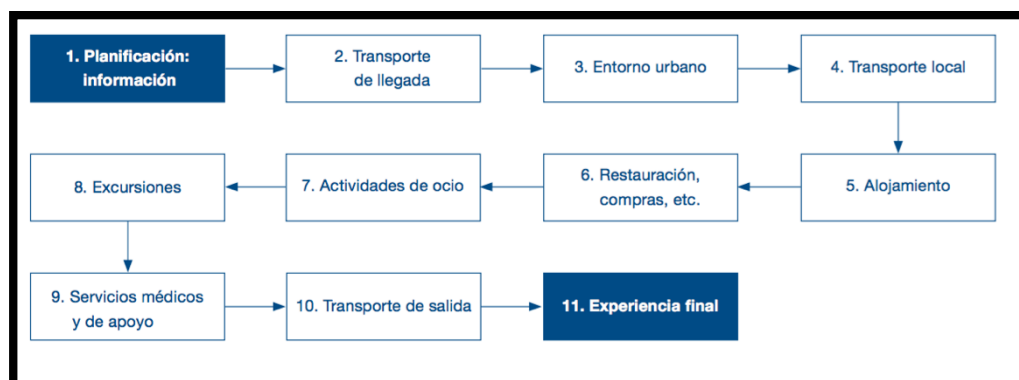 1. Planificación:
información
2. Transporte
de llegada
3. Entorno urbano
4. Transporte local
5. Alojamiento
6. Restauración,
compras, etc.
7. Actividades de ocio
8. Excursiones
9. Servicios médicos
y de apoyo
10. Transporte de salida
11. Experiencia final